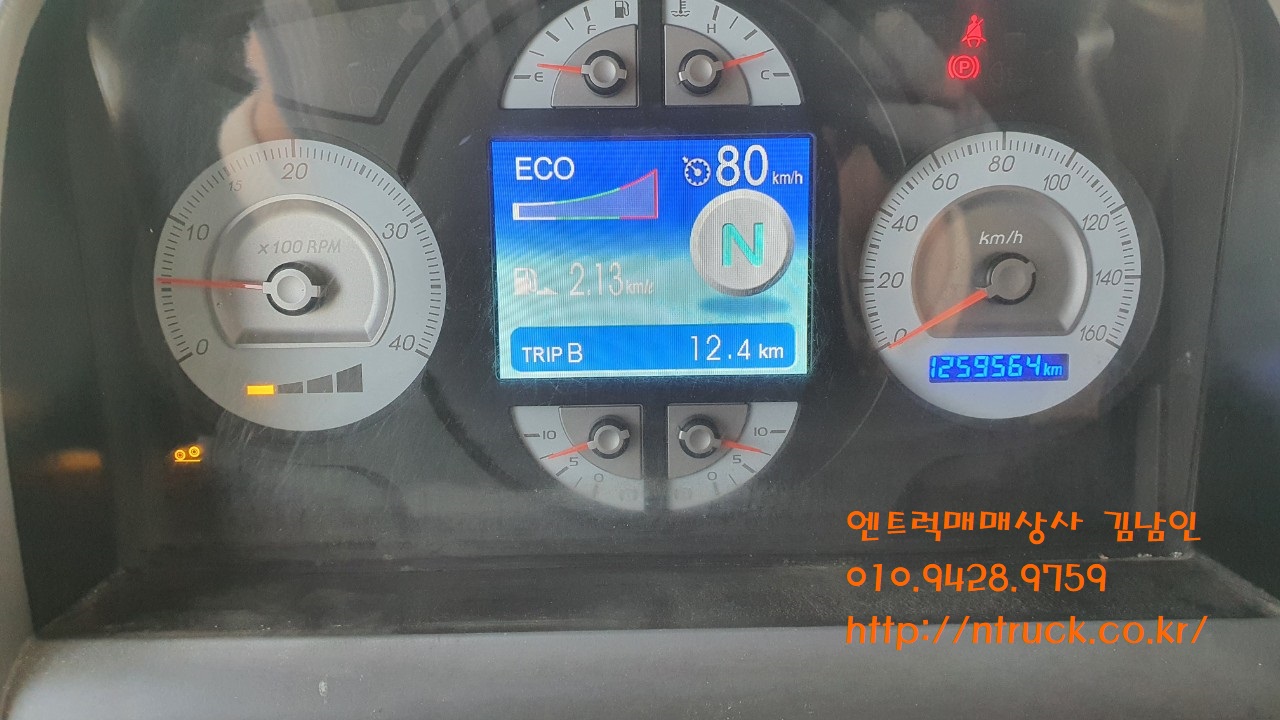 F
E
H
C
ECO
80 km/h
N
2.13 km/ℓ
TRIP B 12.4 km
0
10
15
20
30
40
x100 RPM
0
20
40
60
80
100
120
140
160
km/h
1259564 km
P
10
5
0
10
5
0
엔트럭매매상사 김남인
010.9428.9759
http://ntruck.co.kr/